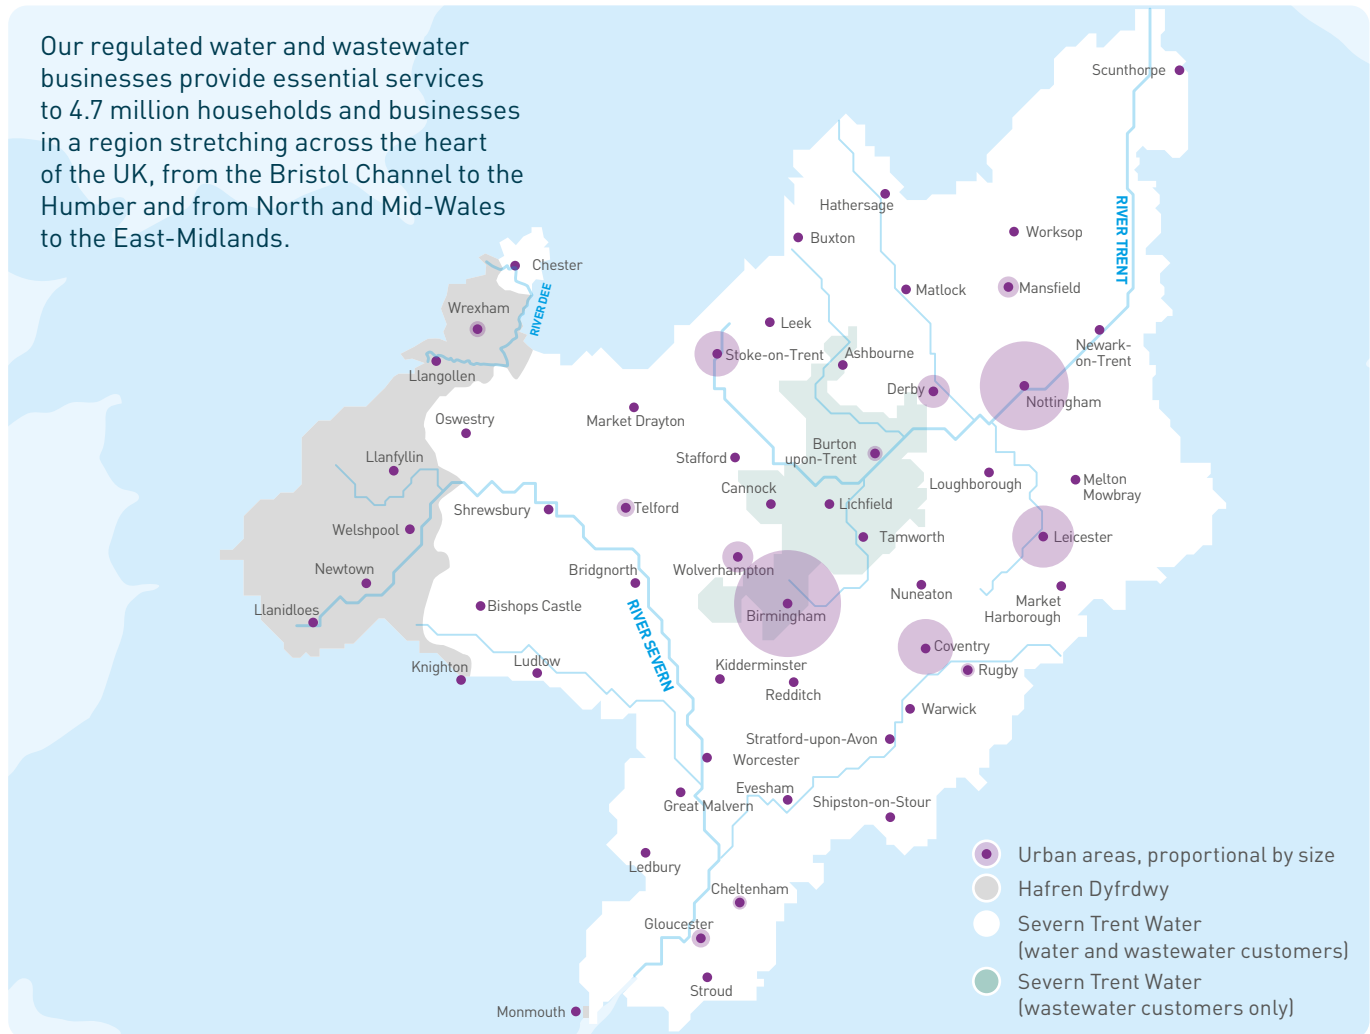 Our regulated water and wastewater
businesses provide essential services
to 4.7 million households and businesses
in a region stretching across the heart
of the UK, from the Bristol Channel to the
Humber and from North and Mid-Wales
to the East-Midlands.
Scunthorpe
Hathersage
RIVER TRENT
Buxton
Worksop
Chester
Matlock
Mansfield
Wrexham
RIVER DEE
Leek
Newark-
on-Trent
Stoke-on-Trent
Ashbourne
Llangollen
Derby
Nottingham
Oswestry
Market Drayton
Llanfyllin
Stafford
Burton
upon-Trent
Loughborough
Melton
Mowbray
Cannock
Shrewsbury
Telford
Lichfield
Welshpool
Tamworth
Leicester
Newtown
Bridgnorth
Wolverhampton
Nuneaton
Market
Harborough
Llanidloes
Bishops Castle
RIVER SEVERN
Birmingham
Coventry
Knighton
Ludlow
Kidderminster
Redditch
Rugby
Warwick
Stratford-upon-Avon
Worcester
Evesham
Great Malvern
Shipston-on-Stour
Ledbury
Cheltenham
Gloucester
Stroud
Monmouth
Urban areas, proportional by size
Hafren Dyfrdwy
Severn Trent Water
(water and wastewater customers)
Severn Trent Water
(wastewater customers only)